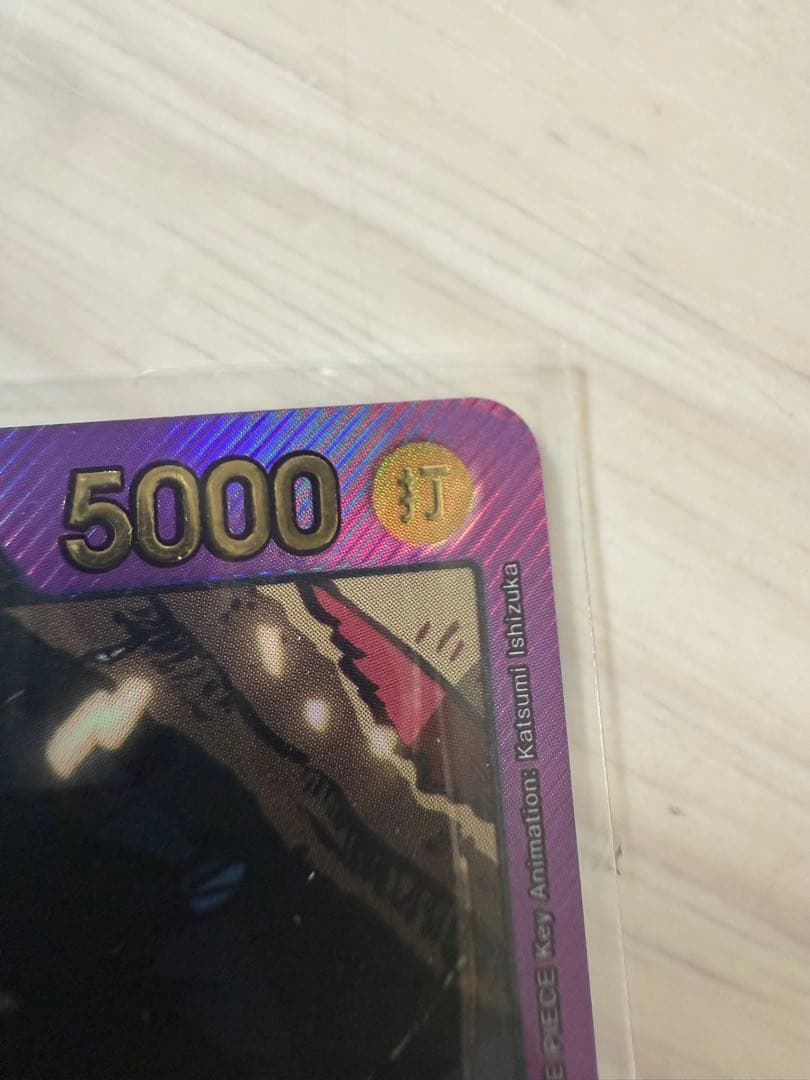 5000 打
E PIECE Key Animation: Katsumi Ishizuka